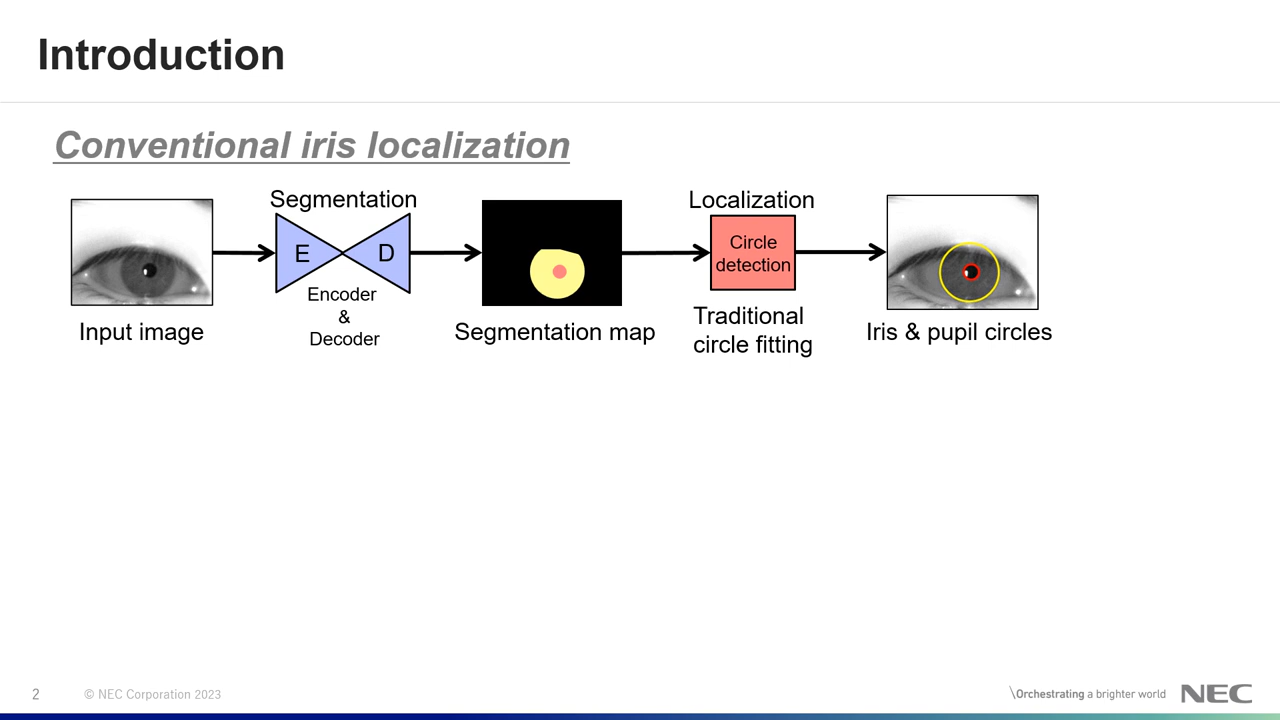 Introduction
Conventional iris localization
Segmentation
Localization
E
D
Circle
detection
Encoder
&
Decoder
Input image
Segmentation map
Traditional
circle fitting
Iris & pupil circles
2
© NEC Corporation 2023
\Orchestrating a brighter world
NEC